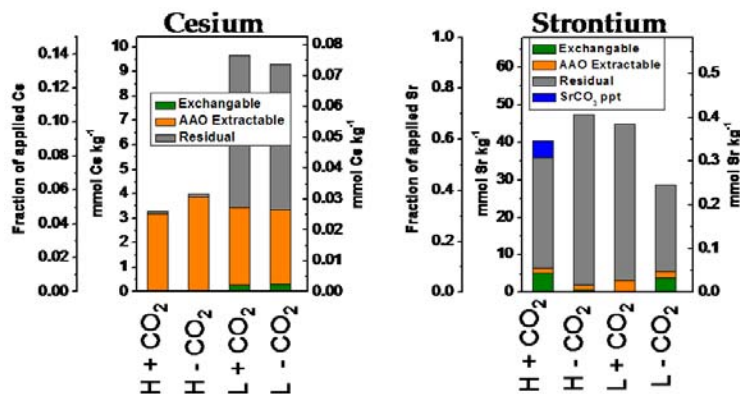 Cesium
Fraction of applied Cs
0.14
0.12
0.10
0.08
0.06
0.04
0.02
0.00
mmol Cs kg-1
10
9
8
7
6
5
4
3
2
1
0
Exchangable
AAO Extractable
Residual
0.08
0.07
0.06
0.05
0.04
0.03
0.02
0.01
0.00
mmol Cs kg-1
H + CO2
H - CO2
L + CO2
L - CO2
Strontium
Fraction of applied Sr
1.0
0.8
0.6
0.4
0.2
0.0
mmol Sr kg-1
60
50
40
30
20
10
0
Exchangable
AAO Extractable
Residual
SrCO3 ppt
0.5
0.4
0.3
0.2
0.1
0.0
mmol Sr kg-1
H + CO2
H - CO2
L + CO2
L - CO2